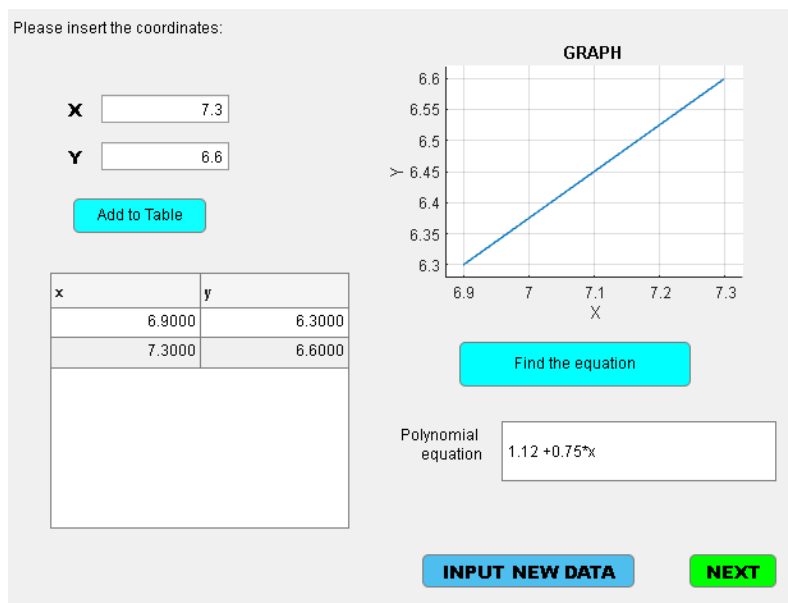 Please insert the coordinates:
X 7.3
Y 6.6
Add to Table
x y
6.9000 6.3000
7.3000 6.6000
GRAPH
6.6
6.55
6.5
6.45
6.4
6.35
6.3
Y
6.9 7 7.1 7.2 7.3
X
Find the equation
Polynomial
equation
1.12 +0.75*x
INPUT NEW DATA NEXT